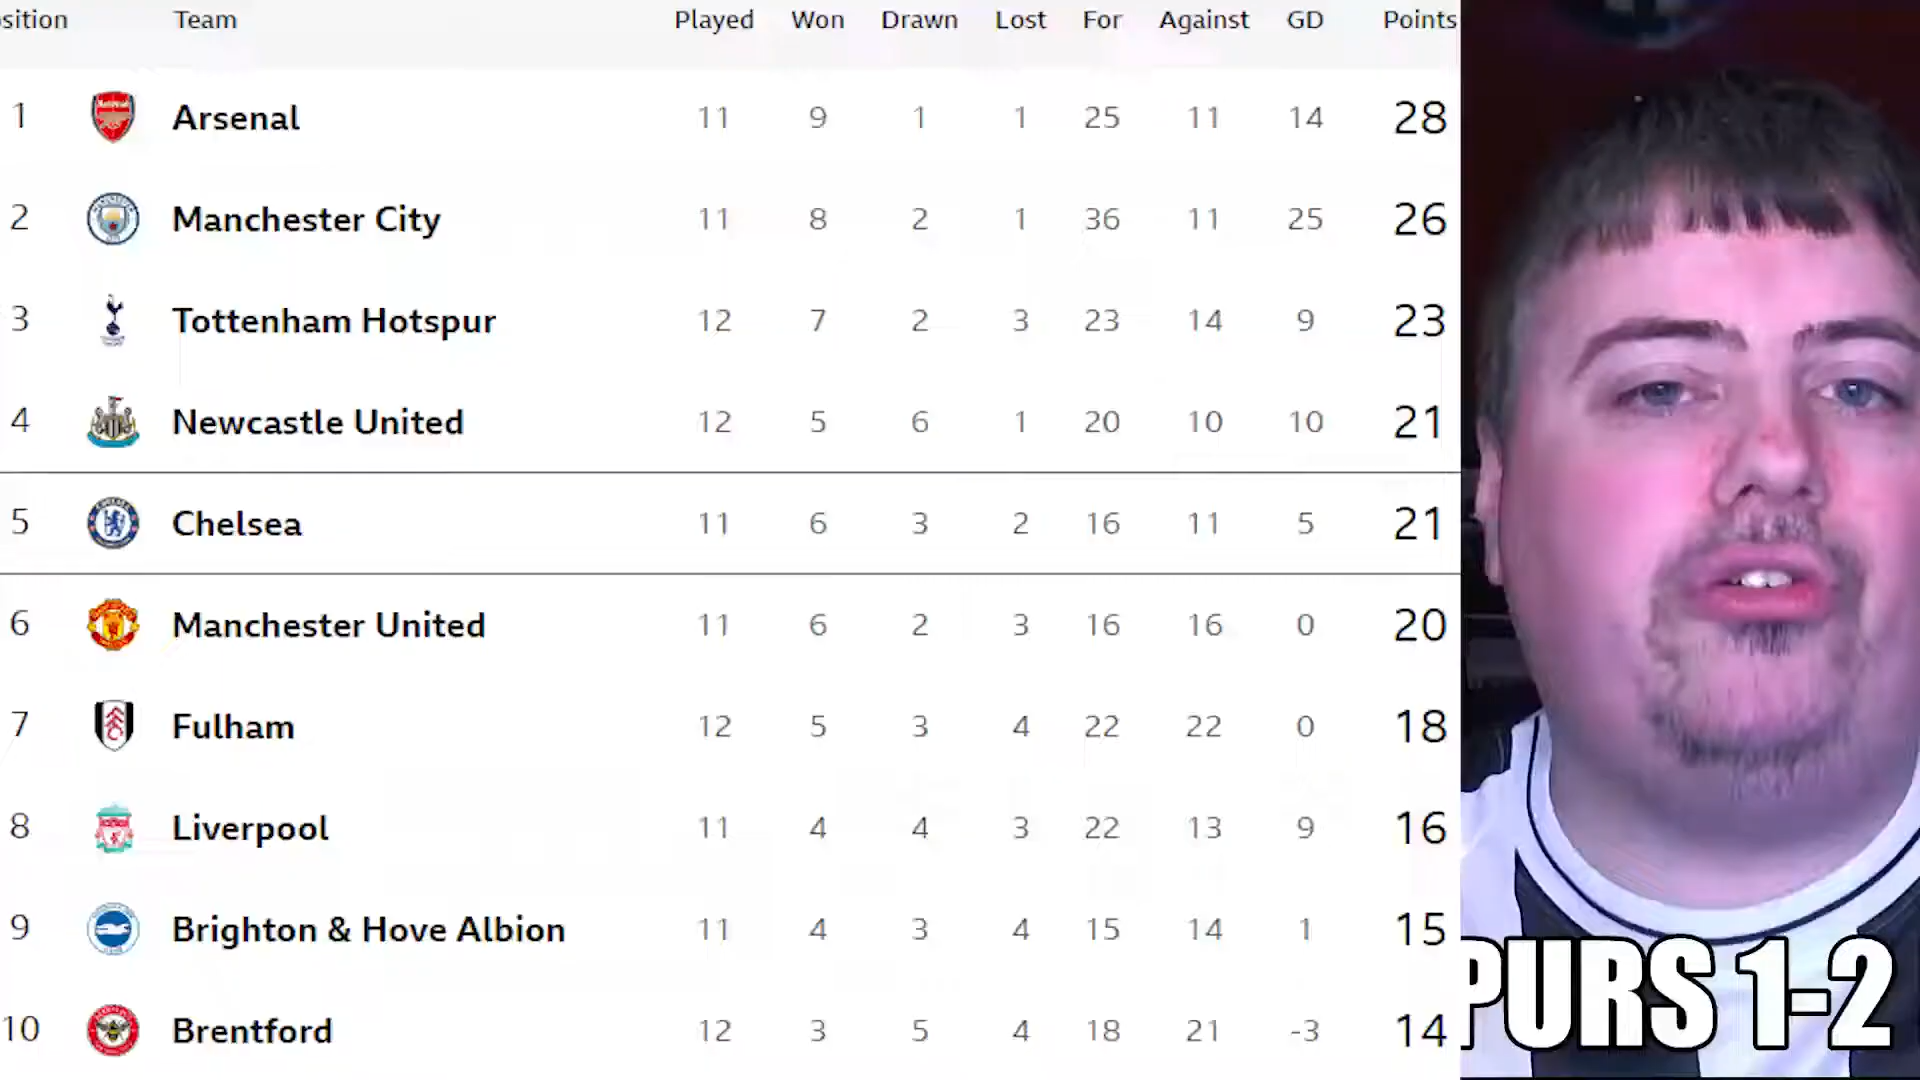 sition Team Played Won Drawn Lost For Against GD Points
1 Arsenal 11 9 1 1 25 11 14 28
2 Manchester City 11 8 2 1 36 11 25 26
3 Tottenham Hotspur 12 7 2 3 23 14 9 23
4 Newcastle United 12 5 6 1 20 10 10 21
5 Chelsea 11 6 3 2 16 11 5 21
6 Manchester United 11 6 2 3 16 16 0 20
7 Fulham 12 5 3 4 22 22 0 18
8 Liverpool 11 4 4 3 22 13 9 16
9 Brighton & Hove Albion 11 4 3 4 15 14 1 15
10 Brentford 12 3 5 4 18 21 -3 14
PURS 1-2